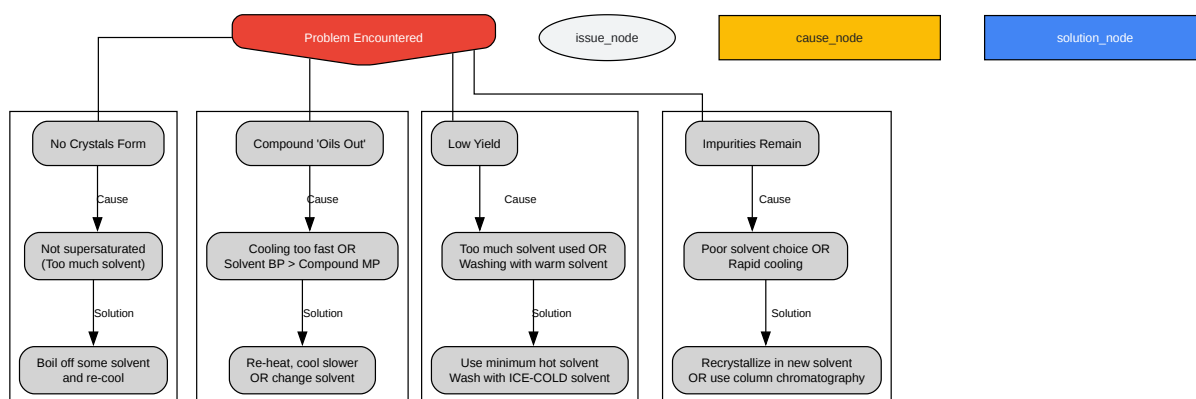 Problem Encountered
issue_node
cause_node
solution_node
No Crystals Form
Compound 'Oils Out'
Low Yield
Impurities Remain
Cause
Cause
Cause
Cause
Not supersaturated
(Too much solvent)
Cooling too fast OR
Solvent BP > Compound MP
Too much solvent used OR
Washing with warm solvent
Poor solvent choice OR
Rapid cooling
Solution
Solution
Solution
Solution
Boil off some solvent
and re-cool
Re-heat, cool slower
OR change solvent
Use minimum hot solvent
Wash with ICE-COLD solvent
Recrystallize in new solvent
OR use column chromatography